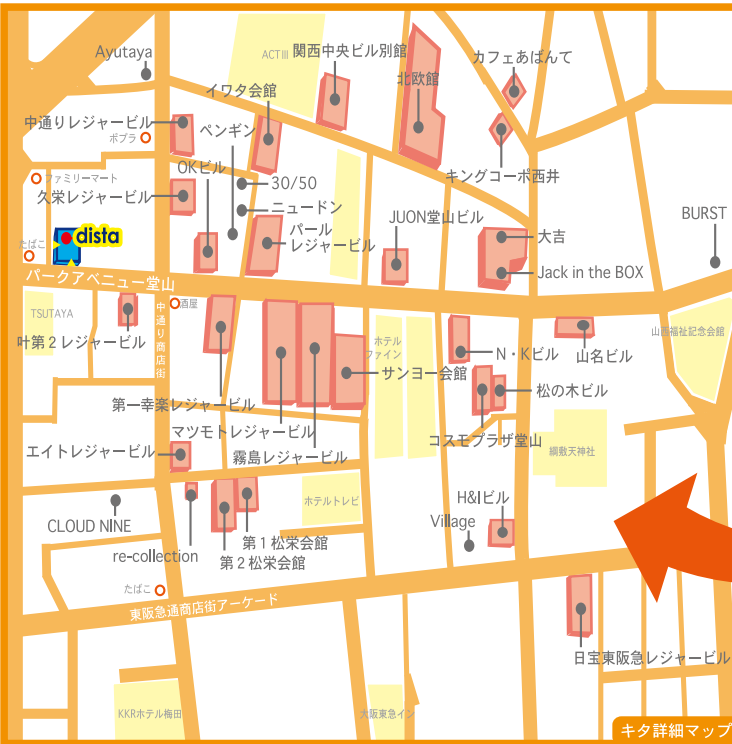 Ayutaya
ACTIII
関西中央ビル別館
カフェあばんて
イワタ会館
北欧館
中通りレジャービル
ポプラ
ペンギン
OKビル
キングコーポ西井
ファミリーマート
30/50
久栄レジャービル
ニュードン
パール
レジャービル
JUON堂山ビル
大吉
BURST
dista
たばこ
Jack in the BOX
パークアベニュー堂山
TSUTAYA
酒屋
中通り商店街
叶第2レジャービル
ホテル
ファイン
N・Kビル
山名ビル
山西福祉記念会館
サンヨー会館
松の木ビル
第一幸楽レジャービル
マツモトレジャービル
コスモプラザ堂山
エイトレジャービル
霧島レジャービル
綱敷天神社
CLOUD NINE
ホテルトレビ
H&Iビル
Village
re-collection
第1松栄会館
第2松栄会館
たばこ
東阪急通商店街アーケード
日宝東阪急レジャービル
KKRホテル梅田
大阪東急イン
キタ詳細マップ